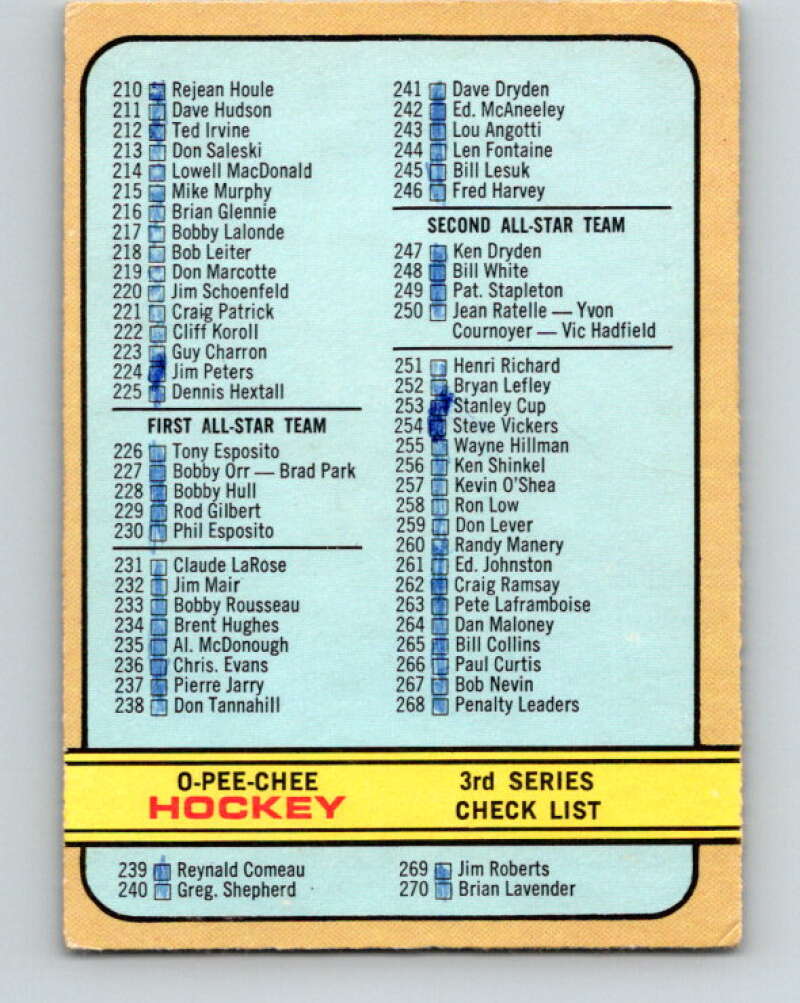 210 Rejean Houle
211 Dave Hudson
212 Ted Irvine
213 Don Saleski
214 Lowell MacDonald
215 Mike Murphy
216 Brian Glennie
217 Bobby Lalonde
218 Bob Leiter
219 Don Marcotte
220 Jim Schoenfeld
221 Craig Patrick
222 Cliff Koroll
223 Guy Charron
224 Jim Peters
225 Dennis Hextall
FIRST ALL-STAR TEAM
226 Tony Esposito
227 Bobby Orr — Brad Park
228 Bobby Hull
229 Rod Gilbert
230 Phil Esposito
231 Claude LaRose
232 Jim Mair
233 Bobby Rousseau
234 Brent Hughes
235 Al. McDonough
236 Chris. Evans
237 Pierre Jarry
238 Don Tannahill
241 Dave Dryden
242 Ed. McAneeley
243 Lou Angotti
244 Len Fontaine
245 Bill Lesuk
246 Fred Harvey
SECOND ALL-STAR TEAM
247 Ken Dryden
248 Bill White
249 Pat. Stapleton
250 Jean Ratelle — Yvon
Cournoyer — Vic Hadfield
251 Henri Richard
252 Bryan Lefley
253 Stanley Cup
254 Steve Vickers
255 Wayne Hillman
256 Ken Shinkel
257 Kevin O'Shea
258 Ron Low
259 Don Lever
260 Randy Manery
261 Ed. Johnston
262 Craig Ramsay
263 Pete Laframboise
264 Dan Maloney
265 Bill Collins
266 Paul Curtis
267 Bob Nevin
268 Penalty Leaders
O-PEE-CHEE
HOCKEY
3rd SERIES
CHECK LIST
239 Reynald Comeau
240 Greg. Shepherd
269 Jim Roberts
270 Brian Lavender